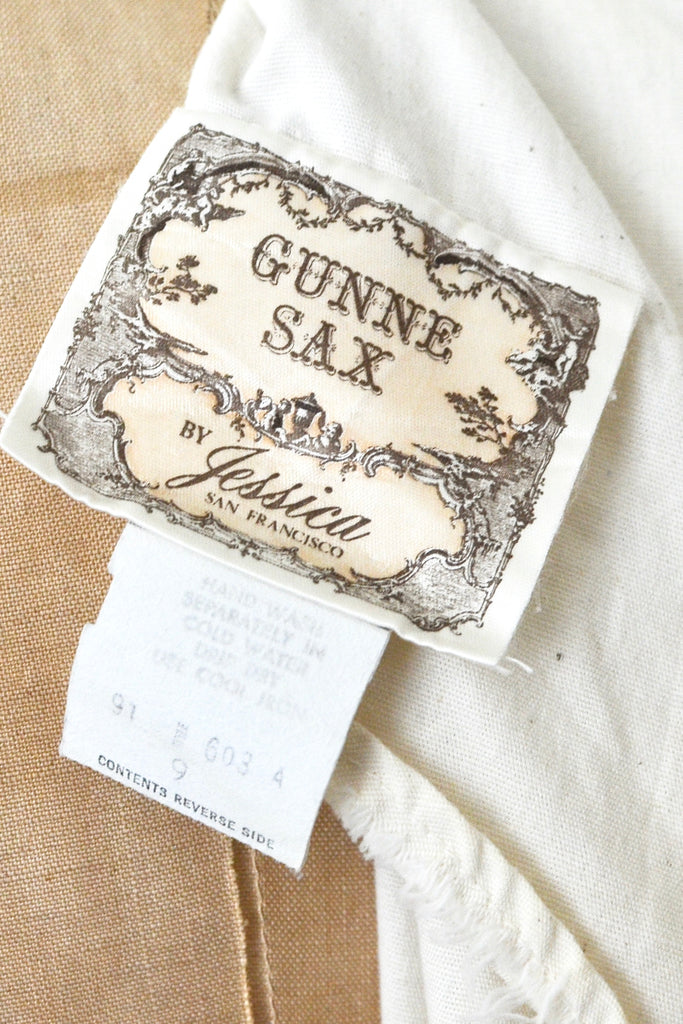 GUNNE
SAX
BY
Jessica
SAN FRANCISCO
HAND WASH
SEPARATELY IN
COLD WATER
DRIP DRY
USE COOL IRON
91 603 4
9
CONTENTS REVERSE SIDE